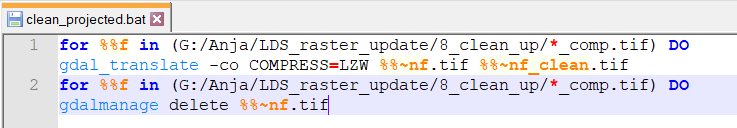 clean_projected.bat
1 for %%f in (G:/Anja/LDS_raster_update/8_clean_up/*_comp.tif) DO
gdal_translate -co COMPRESS=LZW %%~nf.tif %%~nf_clean.tif
2 for %%f in (G:/Anja/LDS_raster_update/8_clean_up/*_comp.tif) DO
gdalmanage delete %%~nf.tif